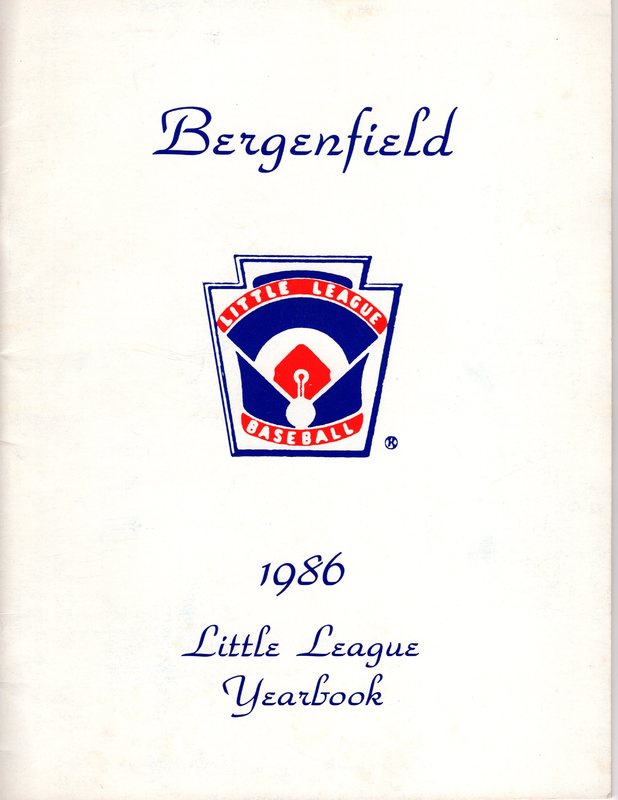 Bergenfield
LITTLE LEAGUE
BASEBALL
®
1986
Little League
Yearbook